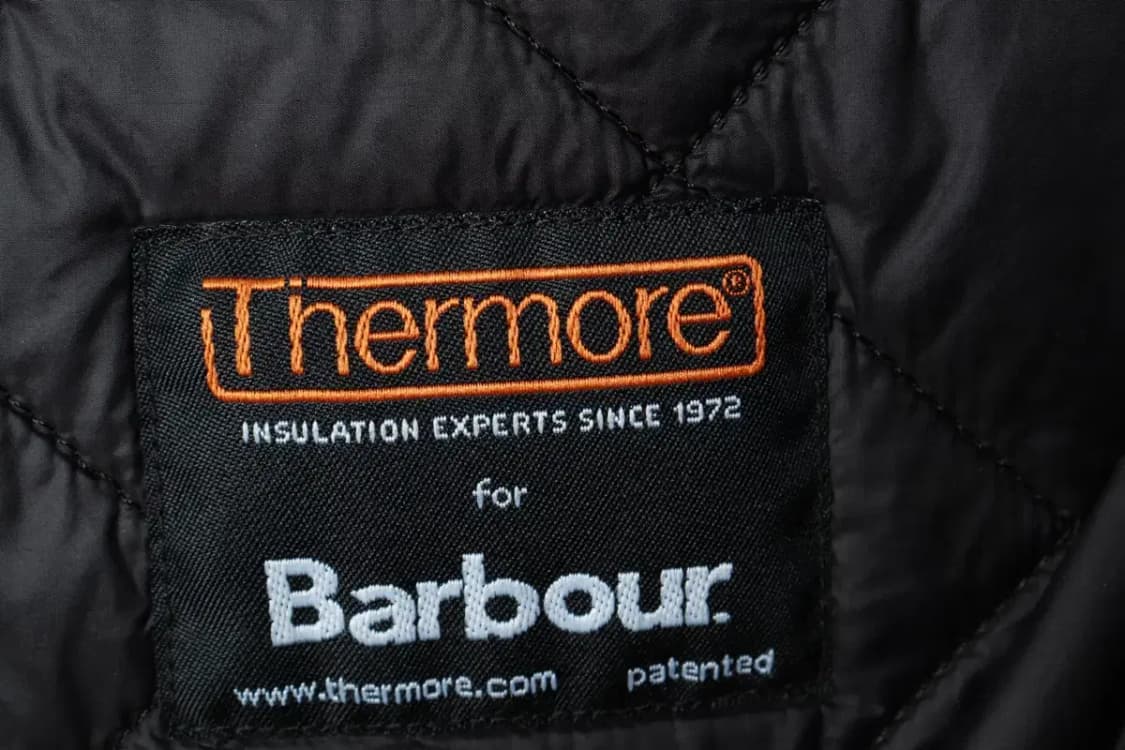 Thermore®
INSULATION EXPERTS SINCE 1972
for
Barbour.
www.thermore.com patented